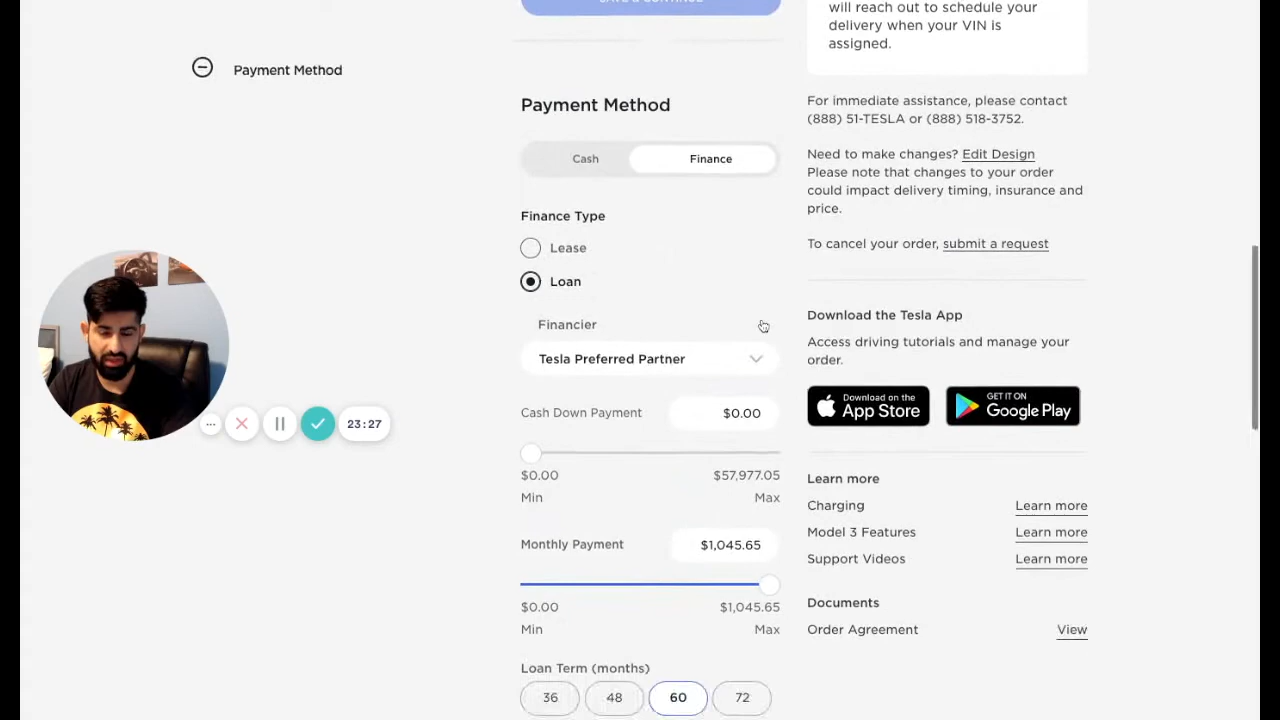 SAVE & CONTINUE
will reach out to schedule your
delivery when your VIN is
assigned.
Payment Method
Payment Method
Cash
Finance
Finance Type
Lease
Loan
Financier
Tesla Preferred Partner
Cash Down Payment
$0.00
$0.00
$57,977.05
Min
Max
Monthly Payment
$1,045.65
$0.00
$1,045.65
Min
Max
Loan Term (months)
36
48
60
72
For immediate assistance, please contact
(888) 51-TESLA or (888) 518-3752.
Need to make changes? Edit Design
Please note that changes to your order
could impact delivery timing, insurance and
price.
To cancel your order, submit a request
Download the Tesla App
Access driving tutorials and manage your
order.
Download on the
App Store
GET IT ON
Google Play
Learn more
Charging Learn more
Model 3 Features Learn more
Support Videos Learn more
Documents
Order Agreement View
23:27